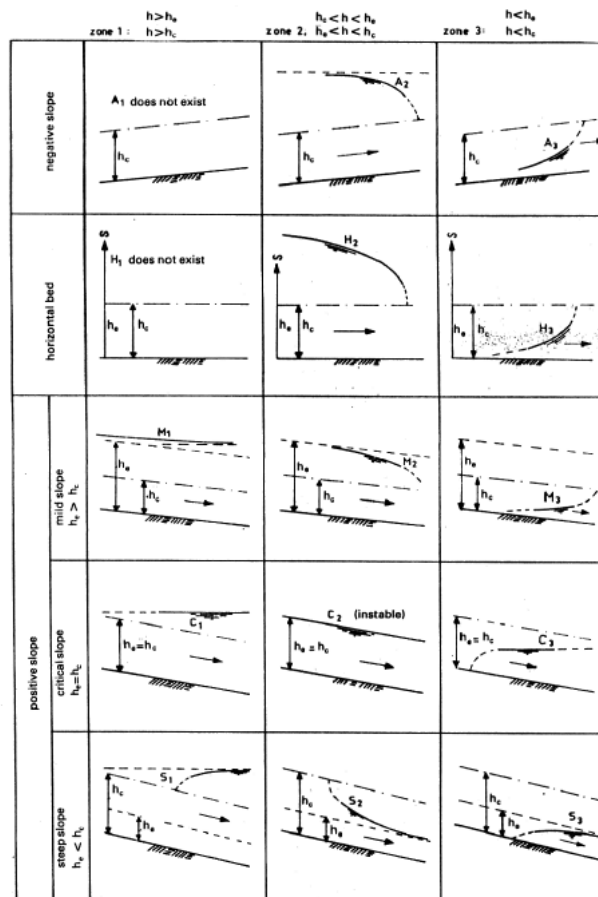 zone 1: h>hₑ
h>h꜀
zone 2, h꜀<h<hₑ
hₑ<h<h꜀
zone 3: h<hₑ
h<h꜀
negative slope
A₁ does not exist
h꜀
A₂
h꜀
A₃
h꜀
horizontal bed
S
H₁ does not exist
hₑ
h꜀
S
H₂
hₑ
h꜀
S
hₑ
h꜀
H₃
positive slope
mild slope
hₑ > h꜀
M₁
hₑ
h꜀
M₂
hₑ
h꜀
M₃
hₑ
h꜀
critical slope
hₑ=h꜀
C₁
hₑ=h꜀
C₂ (instable)
hₑ = h꜀
C₃
hₑ= h꜀
steep slope
hₑ < h꜀
S₁
h꜀
hₑ
S₂
h꜀
hₑ
S₃
h꜀
hₑ